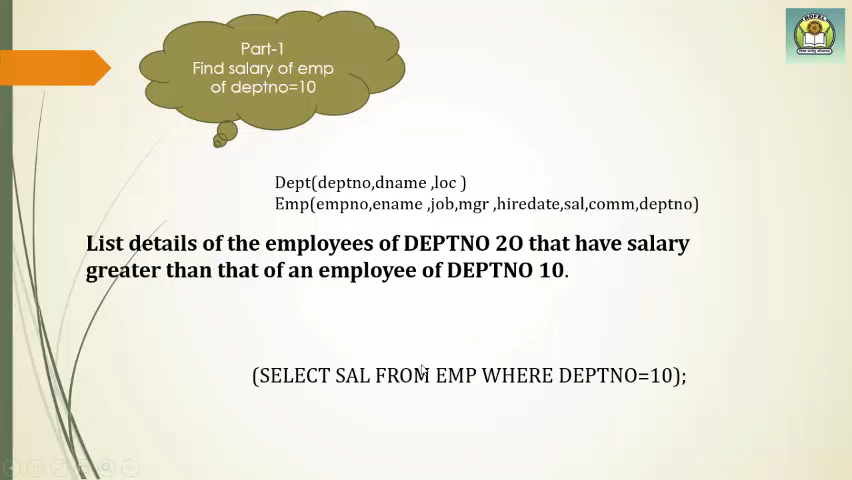 Part-1
Find salary of emp
of deptno=10
BOFEL
Dept(deptno,dname ,loc )
Emp(empno,ename ,job,mgr ,hiredate,sal,comm,deptno)
List details of the employees of DEPTNO 2O that have salary
greater than that of an employee of DEPTNO 10.
(SELECT SAL FROM EMP WHERE DEPTNO=10);